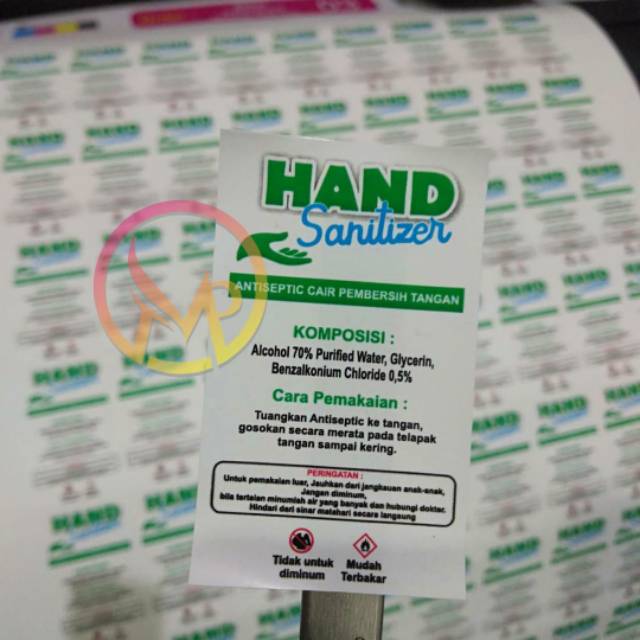 HAND
Sanitizer
ANTISEPTIC CAIR PEMBERSIH TANGAN
KOMPOSISI :
Alcohol 70% Purified Water, Glycerin,
Benzalkonium Chloride 0,5%
Cara Pemakaian :
Tuangkan Antiseptic ke tangan,
gosokan secara merata pada telapak
tangan sampai kering.
PERINGATAN :
Untuk pemakaian luar, Jauhkan dari jangkauan anak-anak,
Jangan diminum,
bila tertelan minumlah air yang banyak dan hubungi dokter.
Hindari dari sinar matahari secara langsung
Tidak untuk
diminum
Mudah
Terbakar